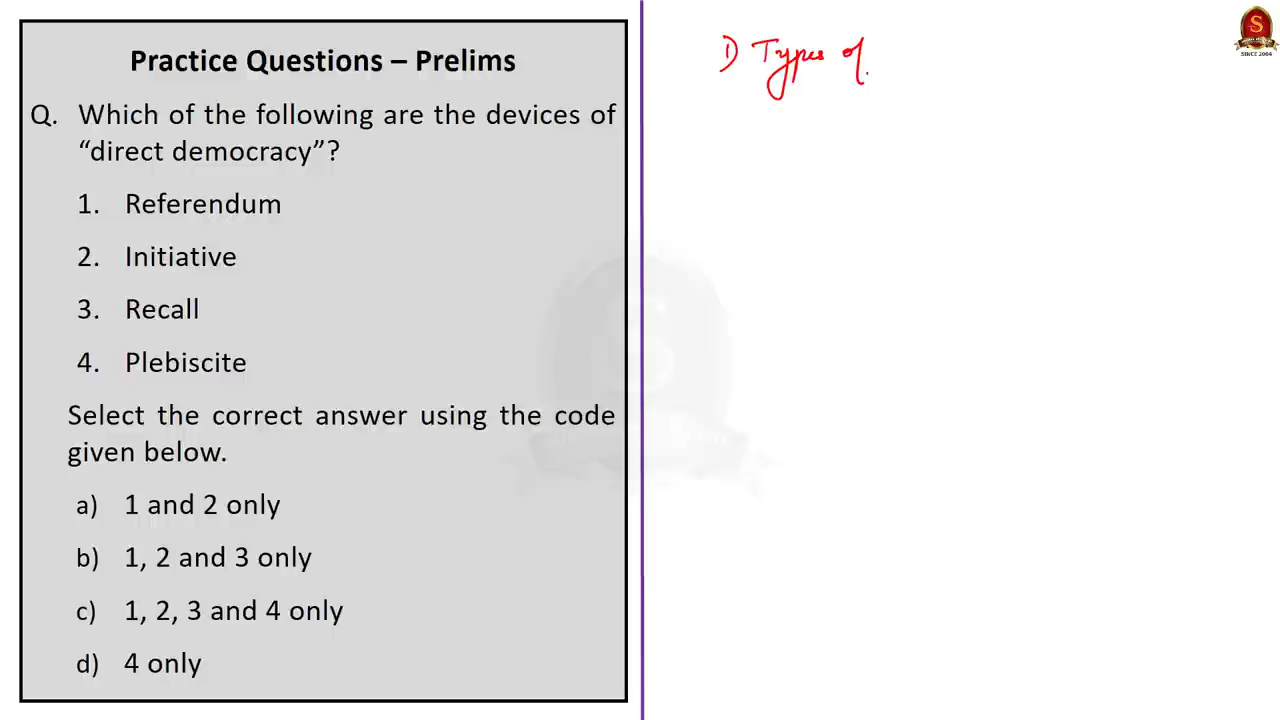 Practice Questions – Prelims
Q. Which of the following are the devices of
“direct democracy”?
1. Referendum
2. Initiative
3. Recall
4. Plebiscite
Select the correct answer using the code
given below.
a) 1 and 2 only
b) 1, 2 and 3 only
c) 1, 2, 3 and 4 only
d) 4 only
1) Types of
S
SINCE 2004